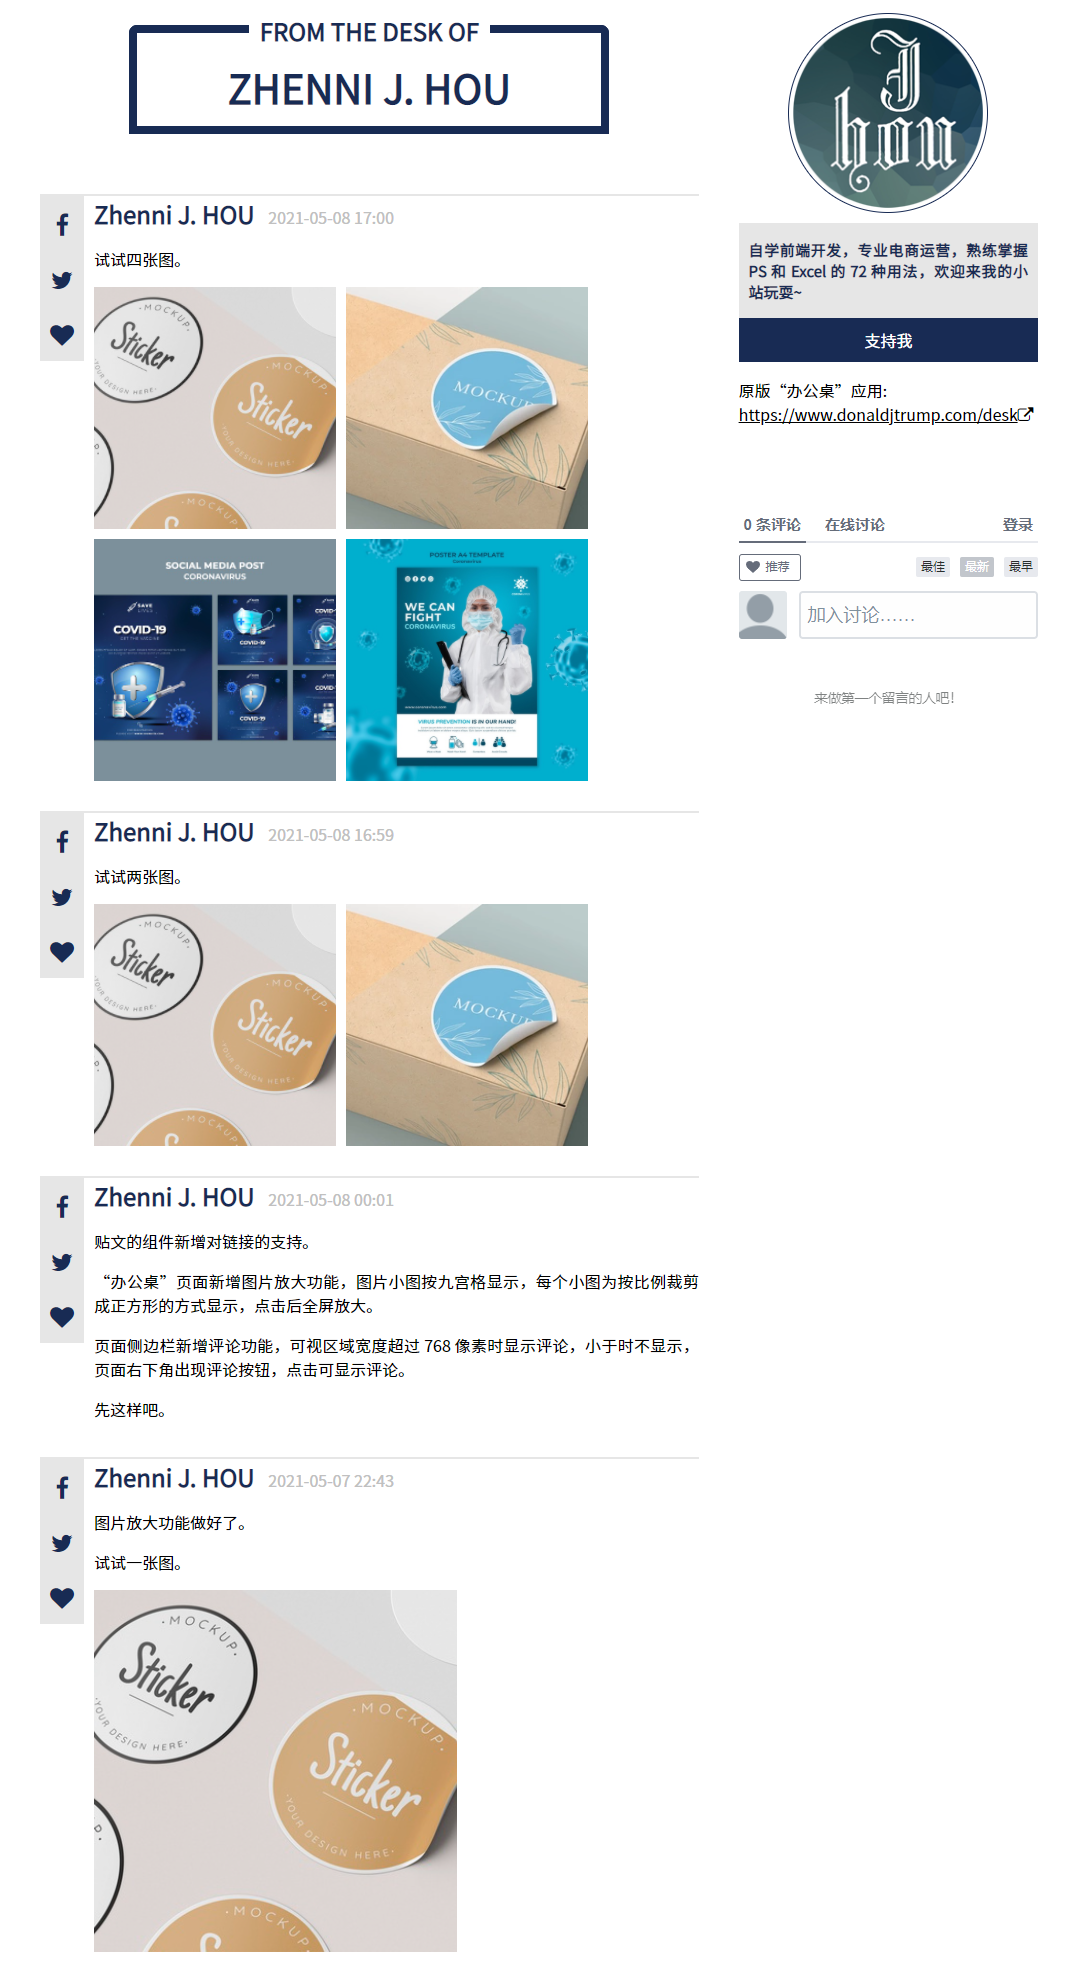 FROM THE DESK OF
ZHENNI J. HOU
J
hou
自学前端开发，专业电商运营，熟练掌握
PS 和 Excel 的 72 种用法，欢迎来我的小
站玩耍~
支持我
原版“办公桌”应用:
https://www.donaldjtrump.com/desk
0 条评论 在线讨论 登录
推荐 最佳 最新 最早
加入讨论……
来做第一个留言的人吧！
Zhenni J. HOU 2021-05-08 17:00
试试四张图。
·MOCKUP·
Sticker
YOUR DESIGN HERE·
·MOCKUP·
Sticker
·YOUR DESIGN HERE·
·MOCKUP·
MOCKUP
SOCIAL MEDIA POST
CORONAVIRUS
SAVE
LIVES
COVID-19
GET THE VACCINE
COVID-19
COVID-19
COVID-19
COVID-19
POSTER A4 TEMPLATE
Coronavirus
WE CAN
FIGHT
CORONAVIRUS
VIRUS PREVENTION IS IN OUR HAND!
Zhenni J. HOU 2021-05-08 16:59
试试两张图。
·MOCKUP·
Sticker
YOUR DESIGN HERE·
·MOCKUP·
Sticker
·YOUR DESIGN HERE·
·MOCKUP·
MOCKUP
Zhenni J. HOU 2021-05-08 00:01
贴文的组件新增对链接的支持。
“办公桌”页面新增图片放大功能，图片小图按九宫格显示，每个小图为按比例裁剪
成正方形的方式显示，点击后全屏放大。
页面侧边栏新增评论功能，可视区域宽度超过 768 像素时显示评论，小于时不显示，
页面右下角出现评论按钮，点击可显示评论。
先这样吧。
Zhenni J. HOU 2021-05-07 22:43
图片放大功能做好了。
试试一张图。
·MOCKUP·
Sticker
·YOUR DESIGN HERE·
·MOCKUP·
Sticker
·YOUR DESIGN HERE·
·MOCKUP·